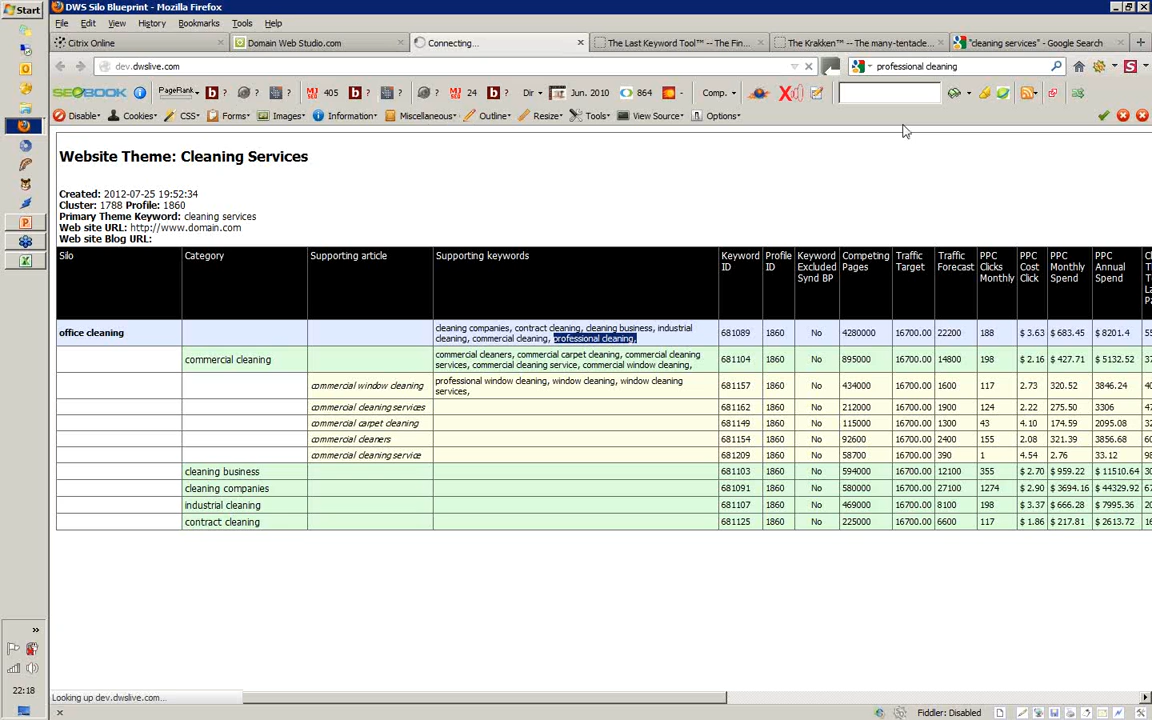 Start
DWS Silo Blueprint - Mozilla Firefox
File Edit View History Bookmarks Tools Help
Citrix Online
Domain Web Studio.com
Connecting...
The Last Keyword Tool™ -- The Fin...
The Krakken™ -- The many-tentacle...
"cleaning services" - Google Search
dev.dwslive.com
professional cleaning
SEOBOOK PageRank ? ? ? MJ 405 ? ? ? MJ 24 ? Dir Jun. 2010 864 Comp.
Disable Cookies CSS Forms Images Information Miscellaneous Outline Resize Tools View Source Options
Website Theme: Cleaning Services
Created: 2012-07-25 19:52:34
Cluster: 1788 Profile: 1860
Primary Theme Keyword: cleaning services
Web site URL: http://www.domain.com
Web site Blog URL:
Silo Category Supporting article Supporting keywords Keyword ID Profile ID Keyword Excluded Synd BP Competing Pages Traffic Target Traffic Forecast PPC Clicks Monthly PPC Cost Click PPC Monthly Spend PPC Annual Spend
office cleaning cleaning companies, contract cleaning, cleaning business, industrial cleaning, commercial cleaning, professional cleaning, 681089 1860 No 4280000 16700.00 22200 188 $ 3.63 $ 683.45 $ 8201.4
commercial cleaning commercial cleaners, commercial carpet cleaning, commercial cleaning services, commercial cleaning service, commercial window cleaning, 681104 1860 No 895000 16700.00 14800 198 $ 2.16 $ 427.71 $ 5132.52
commercial window cleaning professional window cleaning, window cleaning, window cleaning services, 681157 1860 No 434000 16700.00 1600 117 2.73 320.52 3846.24
commercial cleaning services 681162 1860 No 212000 16700.00 1900 124 2.22 275.50 3306
commercial carpet cleaning 681149 1860 No 115000 16700.00 1300 43 4.10 174.59 2095.08
commercial cleaners 681154 1860 No 92600 16700.00 2400 155 2.08 321.39 3856.68
commercial cleaning service 681209 1860 No 58700 16700.00 390 1 4.54 2.76 33.12
cleaning business 681103 1860 No 594000 16700.00 12100 355 $ 2.70 $ 959.22 $ 11510.64
cleaning companies 681091 1860 No 580000 16700.00 27100 1274 $ 2.90 $ 3694.16 $ 44329.92
industrial cleaning 681107 1860 No 469000 16700.00 8100 198 $ 3.37 $ 666.28 $ 7995.36
contract cleaning 681125 1860 No 225000 16700.00 6600 117 $ 1.86 $ 217.81 $ 2613.72
22:18
Looking up dev.dwslive.com...
Fiddler: Disabled